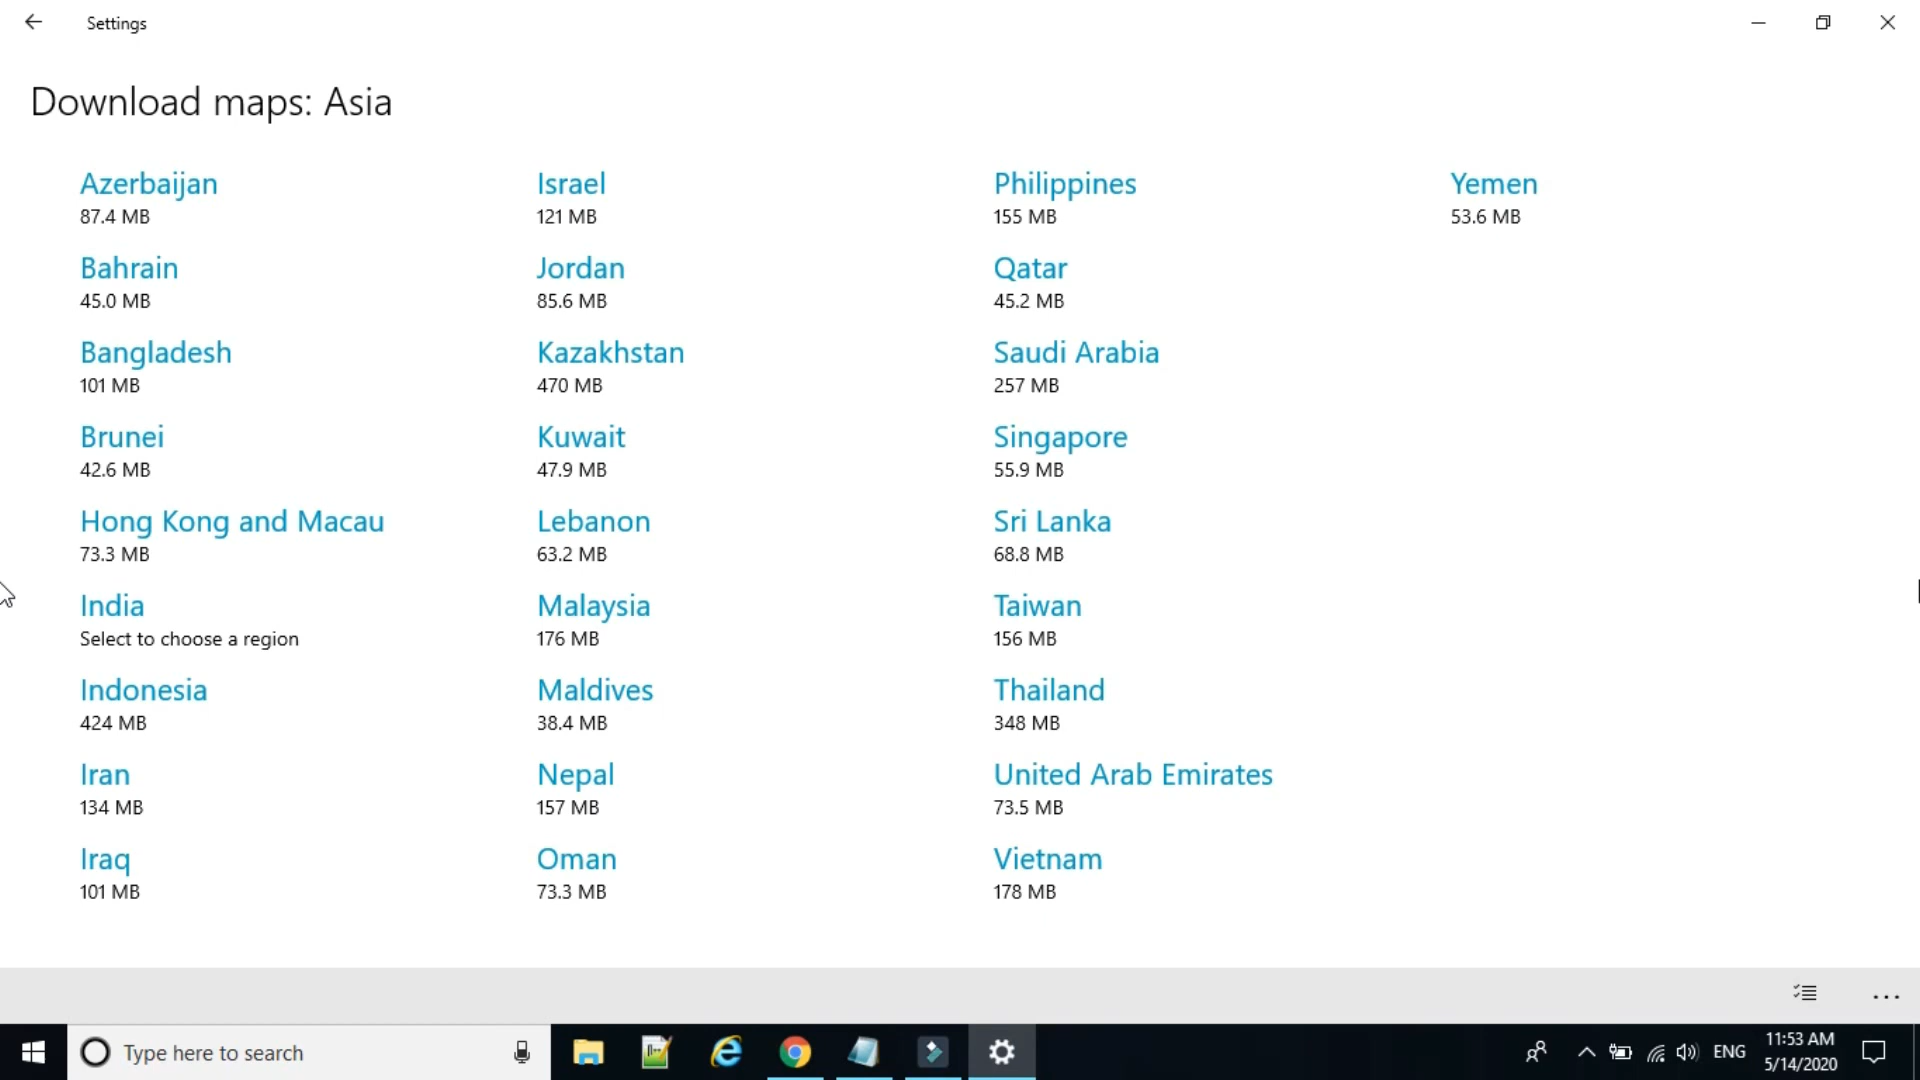 Settings
Download maps: Asia
Azerbaijan
87.4 MB
Bahrain
45.0 MB
Bangladesh
101 MB
Brunei
42.6 MB
Hong Kong and Macau
73.3 MB
India
Select to choose a region
Indonesia
424 MB
Iran
134 MB
Iraq
101 MB
Israel
121 MB
Jordan
85.6 MB
Kazakhstan
470 MB
Kuwait
47.9 MB
Lebanon
63.2 MB
Malaysia
176 MB
Maldives
38.4 MB
Nepal
157 MB
Oman
73.3 MB
Philippines
155 MB
Qatar
45.2 MB
Saudi Arabia
257 MB
Singapore
55.9 MB
Sri Lanka
68.8 MB
Taiwan
156 MB
Thailand
348 MB
United Arab Emirates
73.5 MB
Vietnam
178 MB
Yemen
53.6 MB
Type here to search
ENG
11:53 AM
5/14/2020